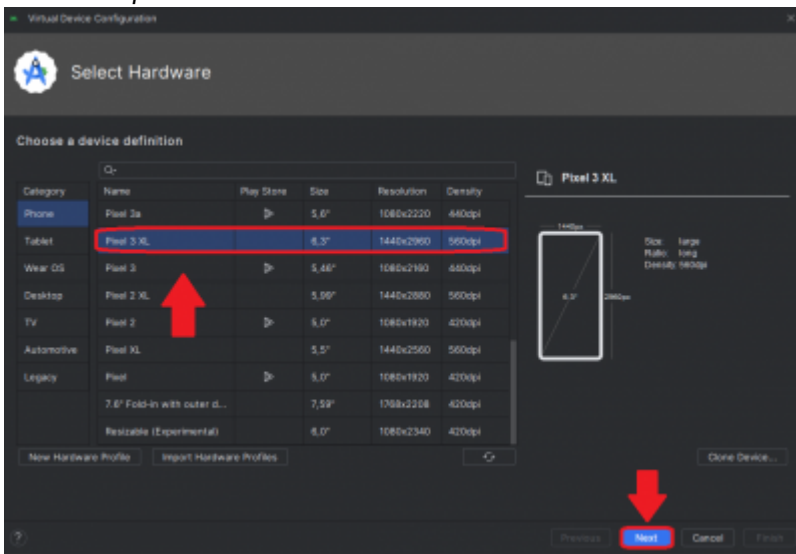 Virtual Device Configuration
Select Hardware
Choose a device definition
Category Name Play Store Size Resolution Density
Phone Pixel 3a 5,6" 1080x2220 440dpi
Tablet Pixel 3 XL 6,3" 1440x2960 560dpi
Wear OS Pixel 3 5,46" 1080x2160 440dpi
Desktop Pixel 2 XL 5,99" 1440x2880 560dpi
TV Pixel 2 5,0" 1080x1920 420dpi
Automotive Pixel XL 5,5" 1440x2560 560dpi
Legacy Pixel 5,0" 1080x1920 420dpi
7.6" Fold-in with outer d... 7,59" 1768x2208 420dpi
Resizable (Experimental) 6,0" 1080x2340 420dpi
New Hardware Profile Import Hardware Profiles
Pixel 3 XL
1440px
6,3" 2960px
Size: large
Ratio: long
Density: 560dpi
Clone Device...
? Previous Next Cancel Finish